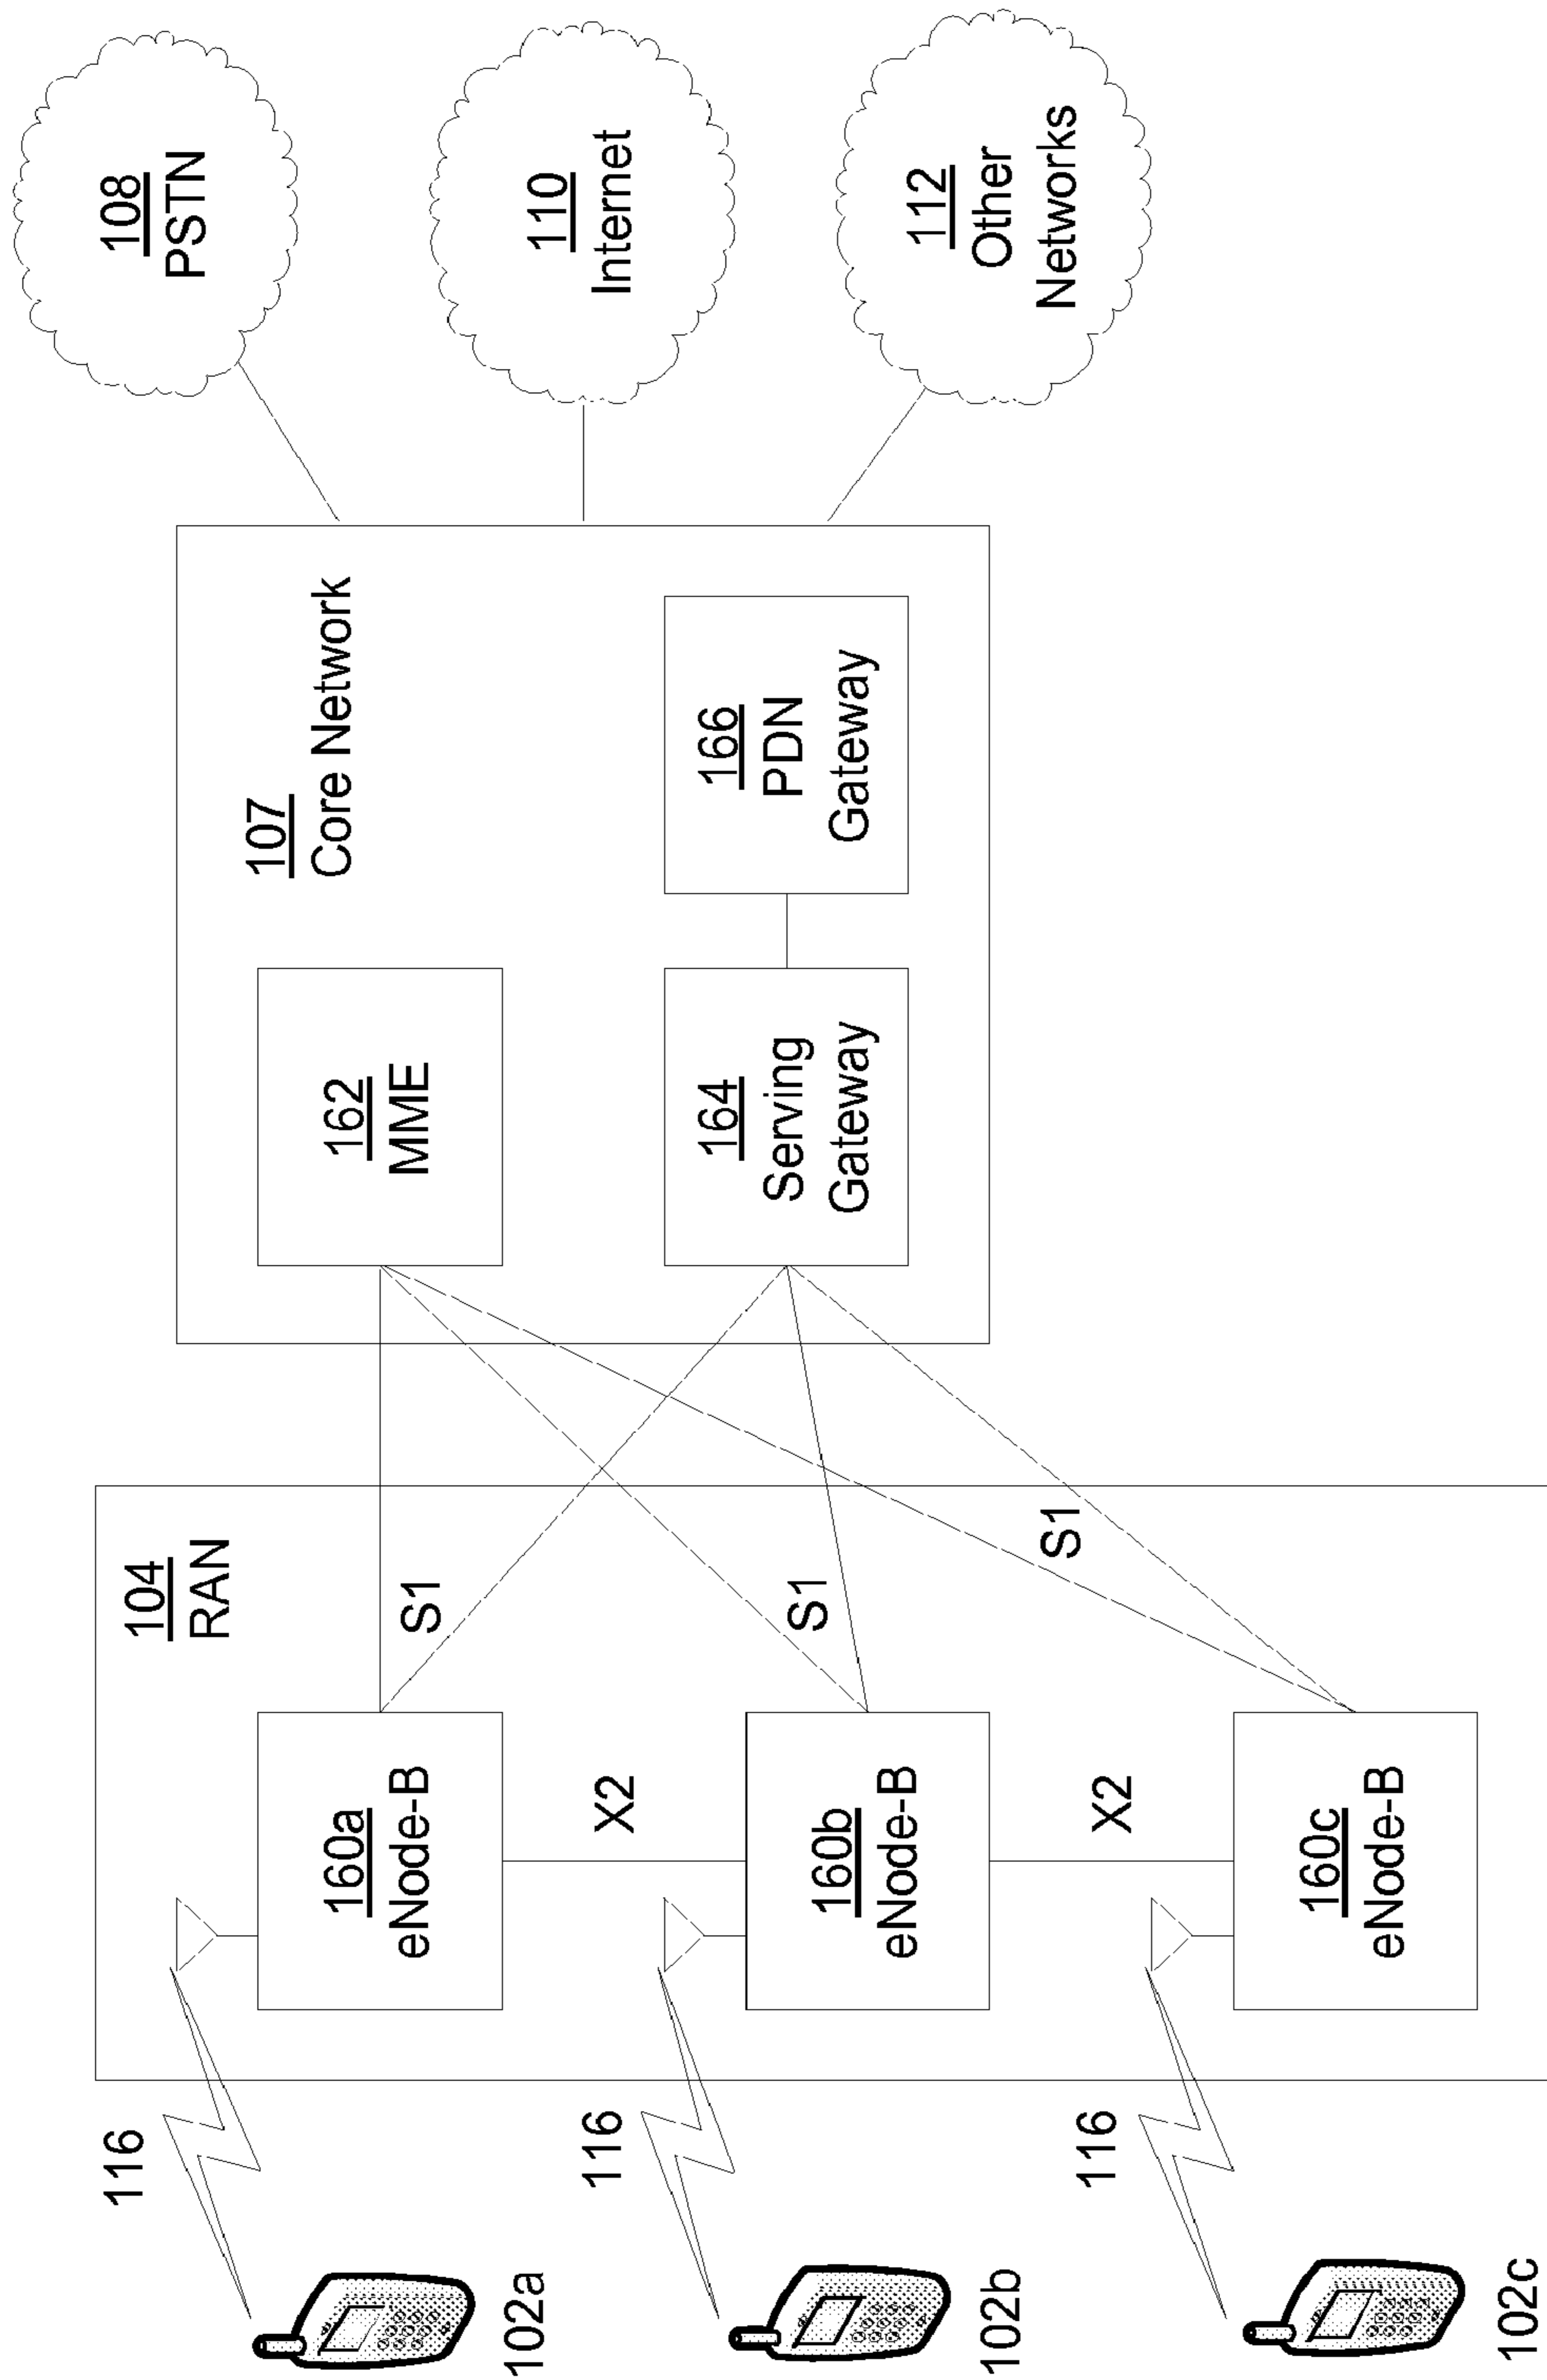 116
102a
116
102b
116
102c
104
RAN
160a
eNode-B
X2
160b
eNode-B
X2
160c
eNode-B
S1
S1
S1
107
Core Network
162
MME
164
Serving
Gateway
166
PDN
Gateway
108
PSTN
110
Internet
112
Other
Networks